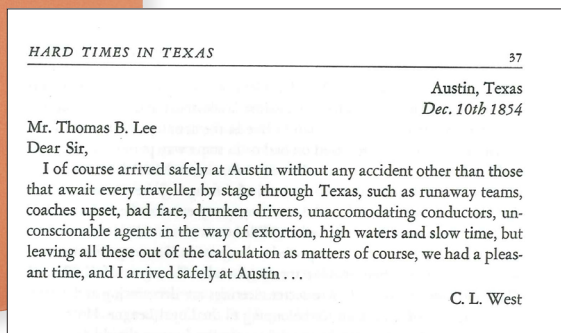 HARD TIMES IN TEXAS 37
Austin, Texas
Dec. 10th 1854
Mr. Thomas B. Lee
Dear Sir,
I of course arrived safely at Austin without any accident other than those
that await every traveller by stage through Texas, such as runaway teams,
coaches upset, bad fare, drunken drivers, unaccomodating conductors, un-
conscionable agents in the way of extortion, high waters and slow time, but
leaving all these out of the calculation as matters of course, we had a pleas-
ant time, and I arrived safely at Austin . . .
C. L. West